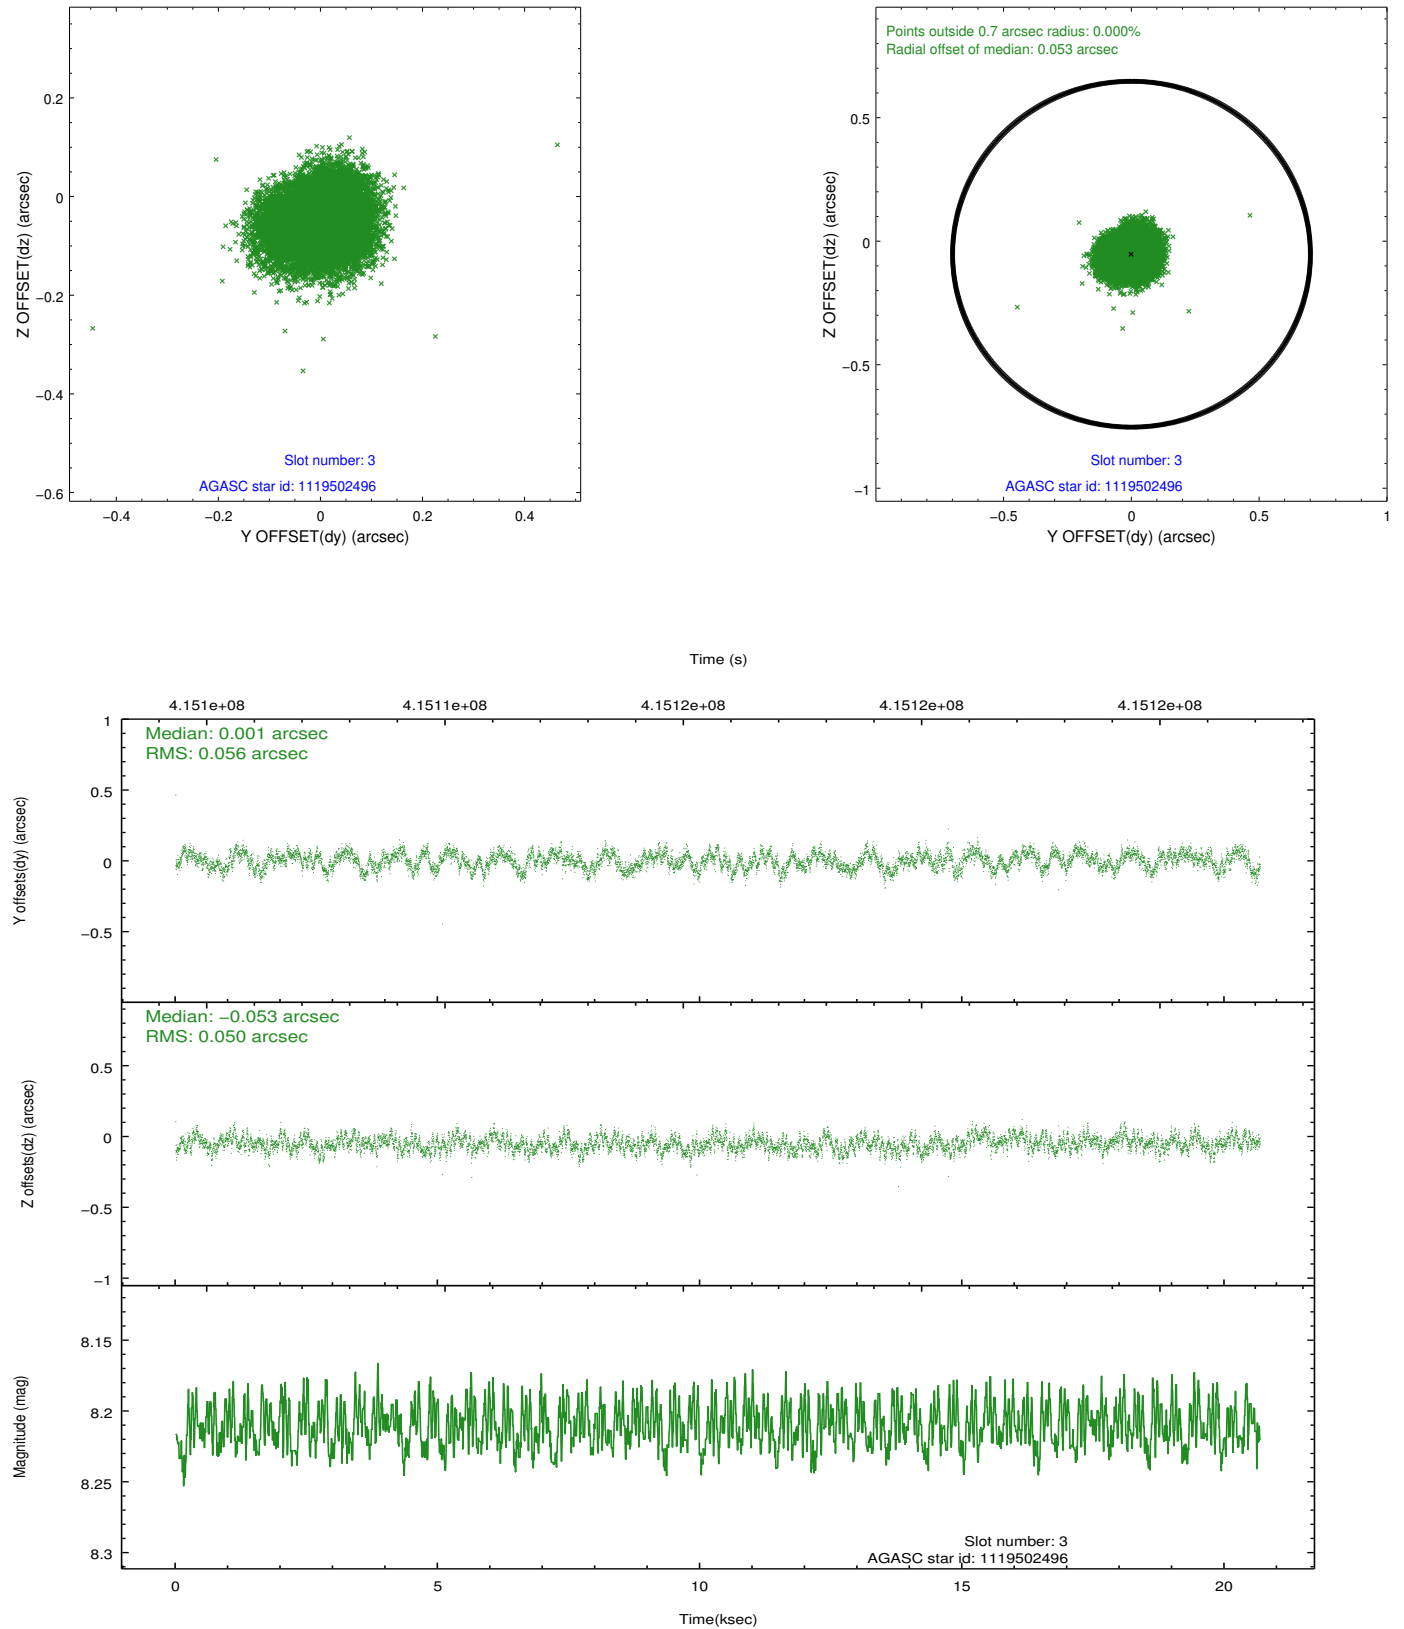 0.2
0
−0.2
−0.4
−0.6
Z OFFSET(dz) (arcsec)
Slot number: 3
AGASC star id: 1119502496
−0.4
−0.2
0
0.2
0.4
Y OFFSET(dy) (arcsec)
Points outside 0.7 arcsec radius: 0.000%
Radial offset of median: 0.053 arcsec
0.5
0
−0.5
−1
Z OFFSET(dz) (arcsec)
Slot number: 3
AGASC star id: 1119502496
−0.5
0
0.5
1
Y OFFSET(dy) (arcsec)
Time (s)
4.151e+08
4.1511e+08
4.1512e+08
4.1512e+08
4.1512e+08
1
0.5
0
−0.5
Y offsets(dy) (arcsec)
Median: 0.001 arcsec
RMS: 0.056 arcsec
0.5
0
−0.5
−1
Z offsets(dz) (arcsec)
Median: −0.053 arcsec
RMS: 0.050 arcsec
8.15
8.2
8.25
8.3
Magnitude (mag)
Slot number: 3
AGASC star id: 1119502496
0
5
10
15
20
Time(ksec)